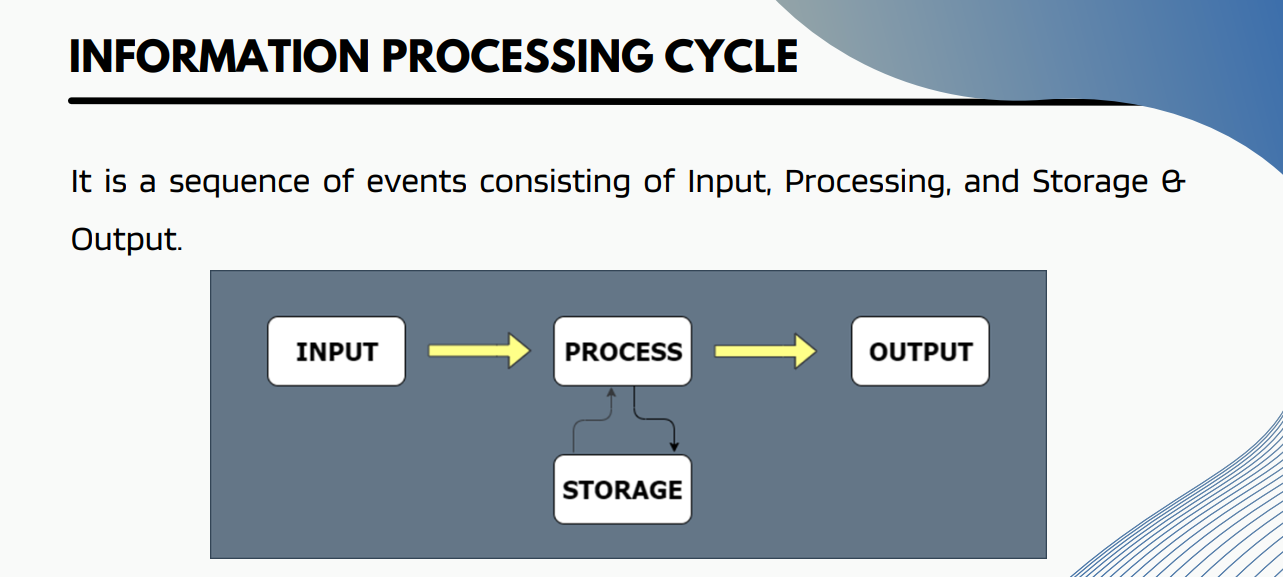 INFORMATION PROCESSING CYCLE
It is a sequence of events consisting of Input, Processing, and Storage &
Output.
INPUT
PROCESS
OUTPUT
STORAGE